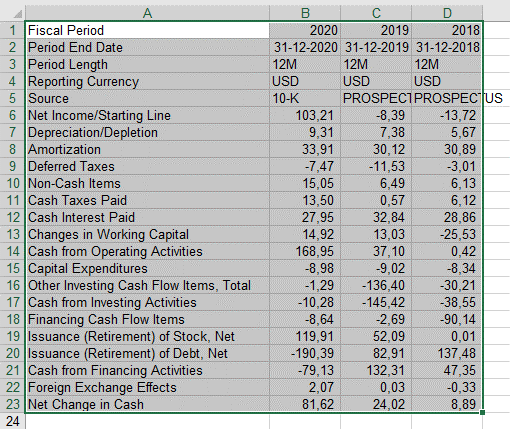 A B C D
1 Fiscal Period 2020 2019 2018
2 Period End Date 31-12-2020 31-12-2019 31-12-2018
3 Period Length 12M 12M 12M
4 Reporting Currency USD USD USD
5 Source 10-K PROSPECT PROSPECTUS
6 Net Income/Starting Line 103,21 -8,39 -13,72
7 Depreciation/Depletion 9,31 7,38 5,67
8 Amortization 33,91 30,12 30,89
9 Deferred Taxes -7,47 -11,53 -3,01
10 Non-Cash Items 15,05 6,49 6,13
11 Cash Taxes Paid 13,50 0,57 6,12
12 Cash Interest Paid 27,95 32,84 28,86
13 Changes in Working Capital 14,92 13,03 -25,53
14 Cash from Operating Activities 168,95 37,10 0,42
15 Capital Expenditures -8,98 -9,02 -8,34
16 Other Investing Cash Flow Items, Total -1,29 -136,40 -30,21
17 Cash from Investing Activities -10,28 -145,42 -38,55
18 Financing Cash Flow Items -8,64 -2,69 -90,14
19 Issuance (Retirement) of Stock, Net 119,91 52,09 0,01
20 Issuance (Retirement) of Debt, Net -190,39 82,91 137,48
21 Cash from Financing Activities -79,13 132,31 47,35
22 Foreign Exchange Effects 2,07 0,03 -0,33
23 Net Change in Cash 81,62 24,02 8,89
24